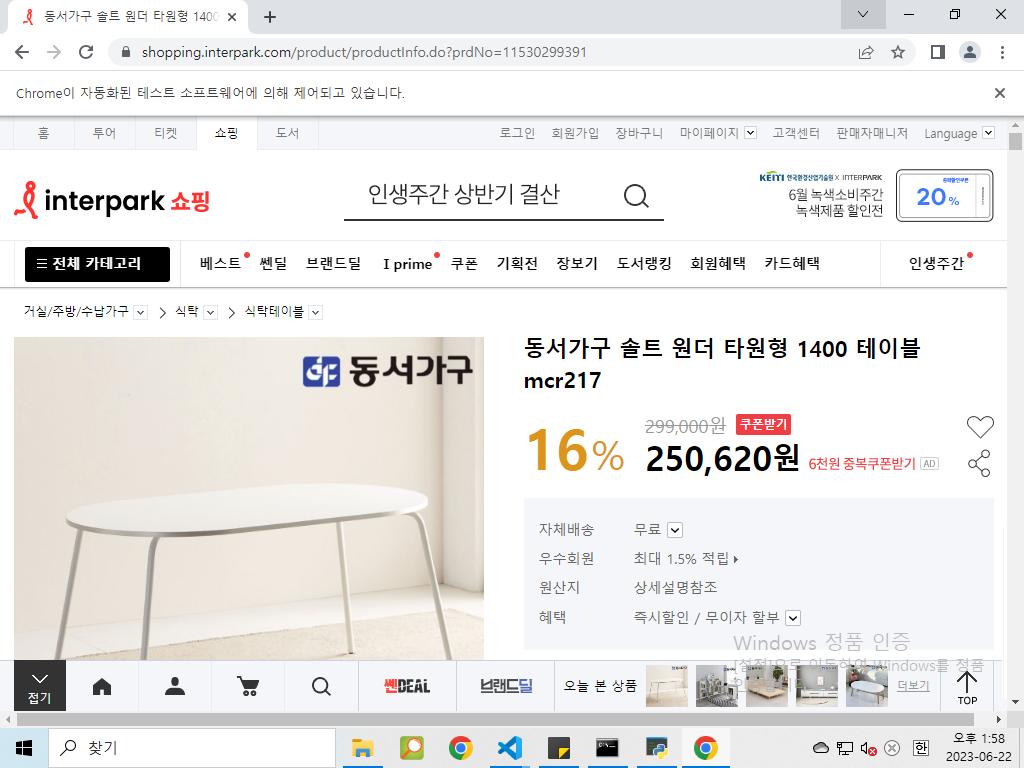 동서가구 솔트 원더 타원형 1400
shopping.interpark.com/product/productInfo.do?prdNo=11530299391
Chrome이 자동화된 테스트 소프트웨어에 의해 제어되고 있습니다.
홈 투어 티켓 쇼핑 도서 로그인 회원가입 장바구니 마이페이지 고객센터 판매자매니저 Language
interpark 쇼핑
인생주간 상반기 결산
KEITI 한국환경산업기술원 X INTERPARK
6월 녹색소비주간
녹색제품 할인전
20%
전체 카테고리 베스트 쎈딜 브랜드딜 I prime 쿠폰 기획전 장보기 도서랭킹 회원혜택 카드혜택 인생주간
거실/주방/수납가구 식탁 식탁테이블
동서가구
동서가구 솔트 원더 타원형 1400 테이블
mcr217
16%
299,000원 쿠폰받기
250,620원 6천원 중복쿠폰받기 AD
자체배송 무료
우수회원 최대 1.5% 적립
원산지 상세설명참조
혜택 즉시할인 / 무이자 할부
Windows 정품 인증
[설정]으로 이동하여 Windows를 정품
접기
쎈DEAL
브랜드딜
오늘 본 상품
더보기
TOP
찾기
한
오후 1:58
2023-06-22